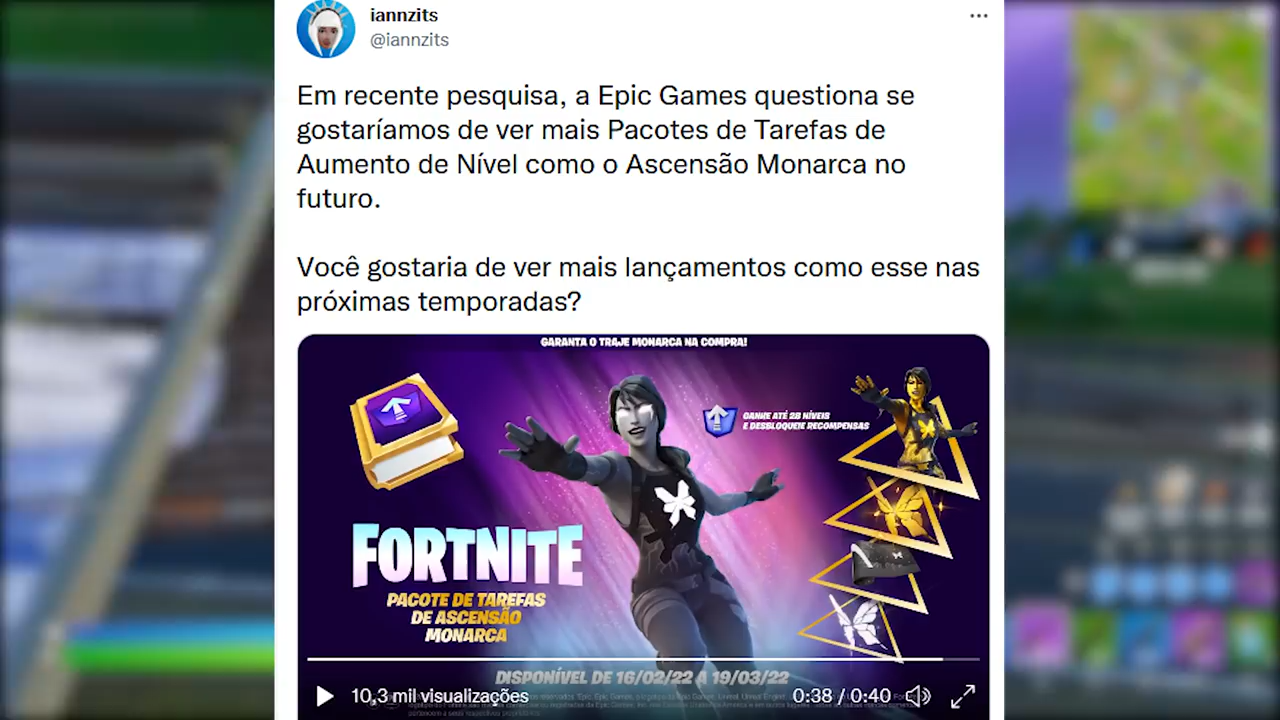 iannzits
@iannzits
Em recente pesquisa, a Epic Games questiona se
gostaríamos de ver mais Pacotes de Tarefas de
Aumento de Nível como o Ascensão Monarca no
futuro.
Você gostaria de ver mais lançamentos como esse nas
próximas temporadas?
GARANTA O TRAJE MONARCA NA COMPRA!
GANHE ATÉ 28 NÍVEIS
E DESBLOQUEIE RECOMPENSAS
FORTNITE
PACOTE DE TAREFAS
DE ASCENSÃO
MONARCA
DISPONÍVEL DE 16/02/22 A 19/03/22
10,3 mil visualizações
0:38 / 0:40